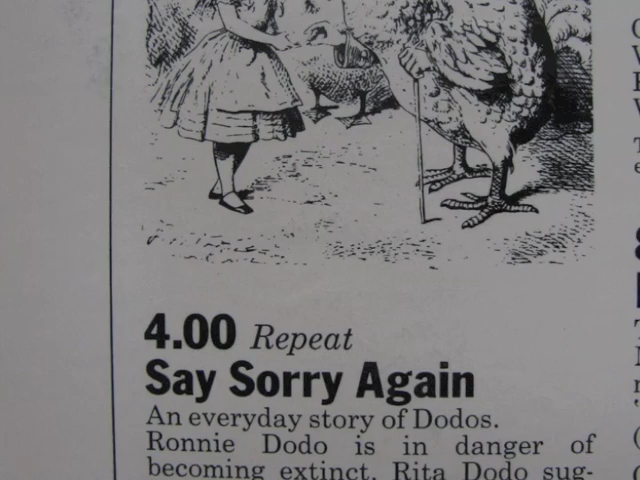 4.00 Repeat
Say Sorry Again
An everyday story of Dodos.
Ronnie Dodo is in danger of
becoming extinct. Rita Dodo sug-